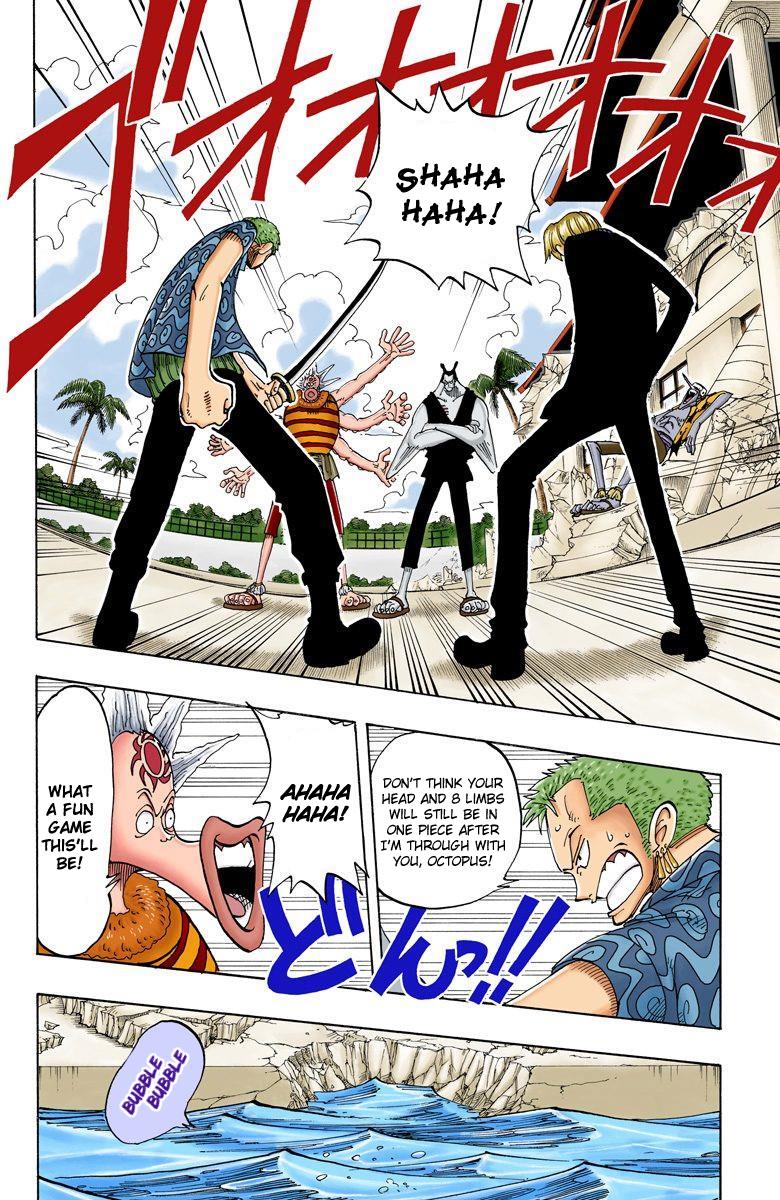 ゴオオオオオオ
SHAHA
HAHA!
DON'T THINK YOUR
HEAD AND 8 LIMBS
WILL STILL BE IN
ONE PIECE AFTER
I'M THROUGH WITH
YOU, OCTOPUS!
AHAHA
HAHA!
WHAT
A FUN
GAME
THIS'LL
BE!
どんっ!!
BUBBLE
BUBBLE